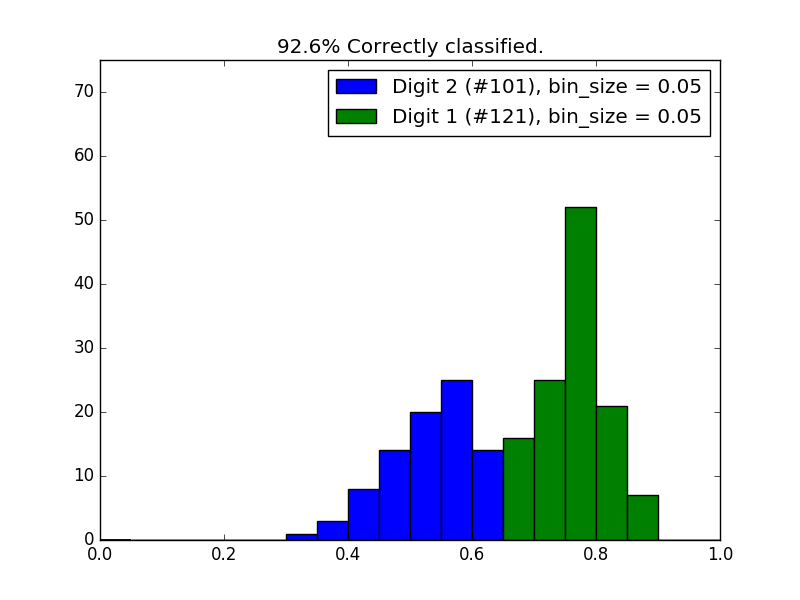 92.6% Correctly classified.
Digit 2 (#101), bin_size = 0.05
Digit 1 (#121), bin_size = 0.05
70
60
50
40
30
20
10
0
0.0 0.2 0.4 0.6 0.8 1.0